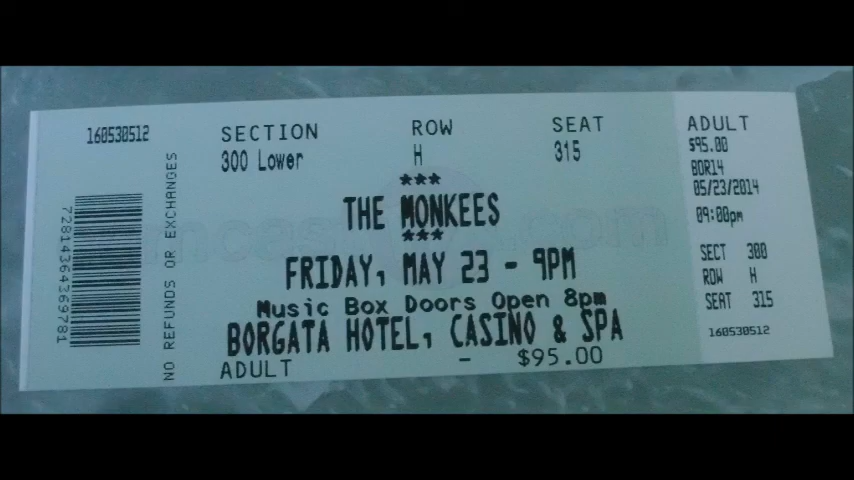 160530512
SECTION ROW SEAT
300 Lower H 315
***
THE MONKEES
***
FRIDAY, MAY 23 - 9PM
Music Box Doors Open 8pm
BORGATA HOTEL, CASINO & SPA
ADULT - $95.00
72814364369781
NO REFUNDS OR EXCHANGES
ADULT
$95.00
BOR14
05/23/2014
09:00pm
SECT 300
ROW H
SEAT 315
160530512